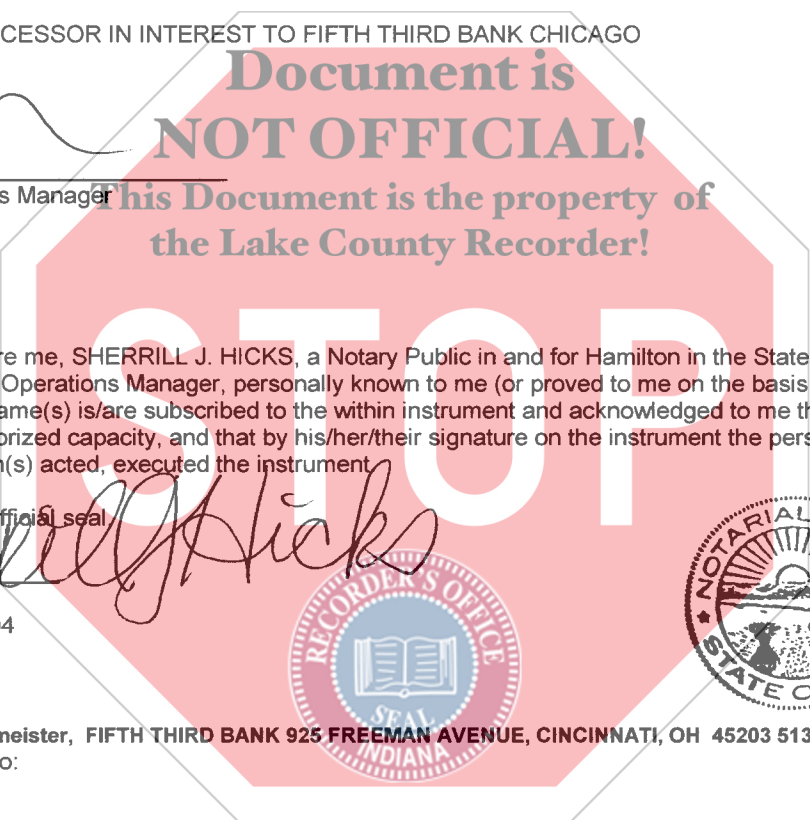 CESSOR IN INTEREST TO FIFTH THIRD BANK CHICAGO
Document is
NOT OFFICIAL!
s Manager
This Document is the property of
the Lake County Recorder!
STOP
re me, SHERRILL J. HICKS, a Notary Public in and for Hamilton in the State
Operations Manager, personally known to me (or proved to me on the basis
ame(s) is/are subscribed to the within instrument and acknowledged to me th
orized capacity, and that by his/her/their signature on the instrument the pers
n(s) acted, executed the instrument
fficial seal,
rill J Hicks
NOTARIAL
STATE O
RECORDER'S OFFICE
SEAL
INDIANA
4
meister, FIFTH THIRD BANK 925 FREEMAN AVENUE, CINCINNATI, OH 45203 513
o: